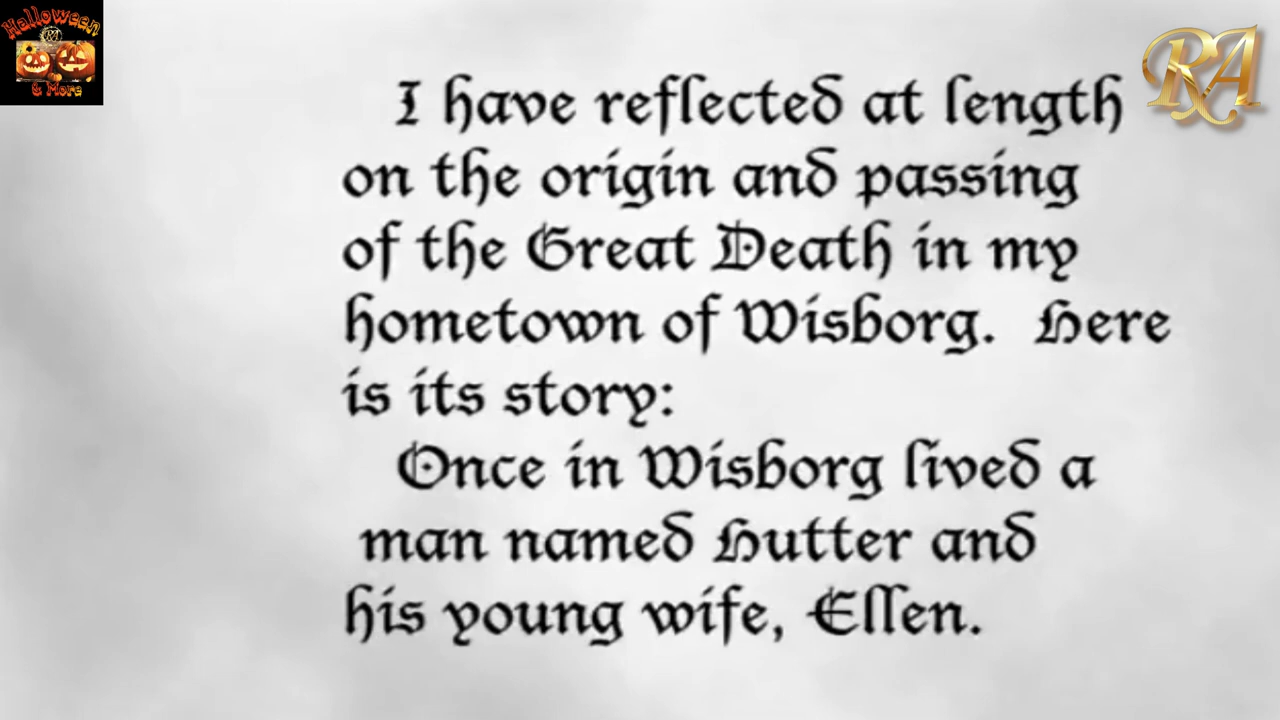 Halloween
RA
& More
RA
I have reflected at length
on the origin and passing
of the Great Death in my
hometown of Wisborg. Here
is its story:
Once in Wisborg lived a
man named Hutter and
his young wife, Ellen.